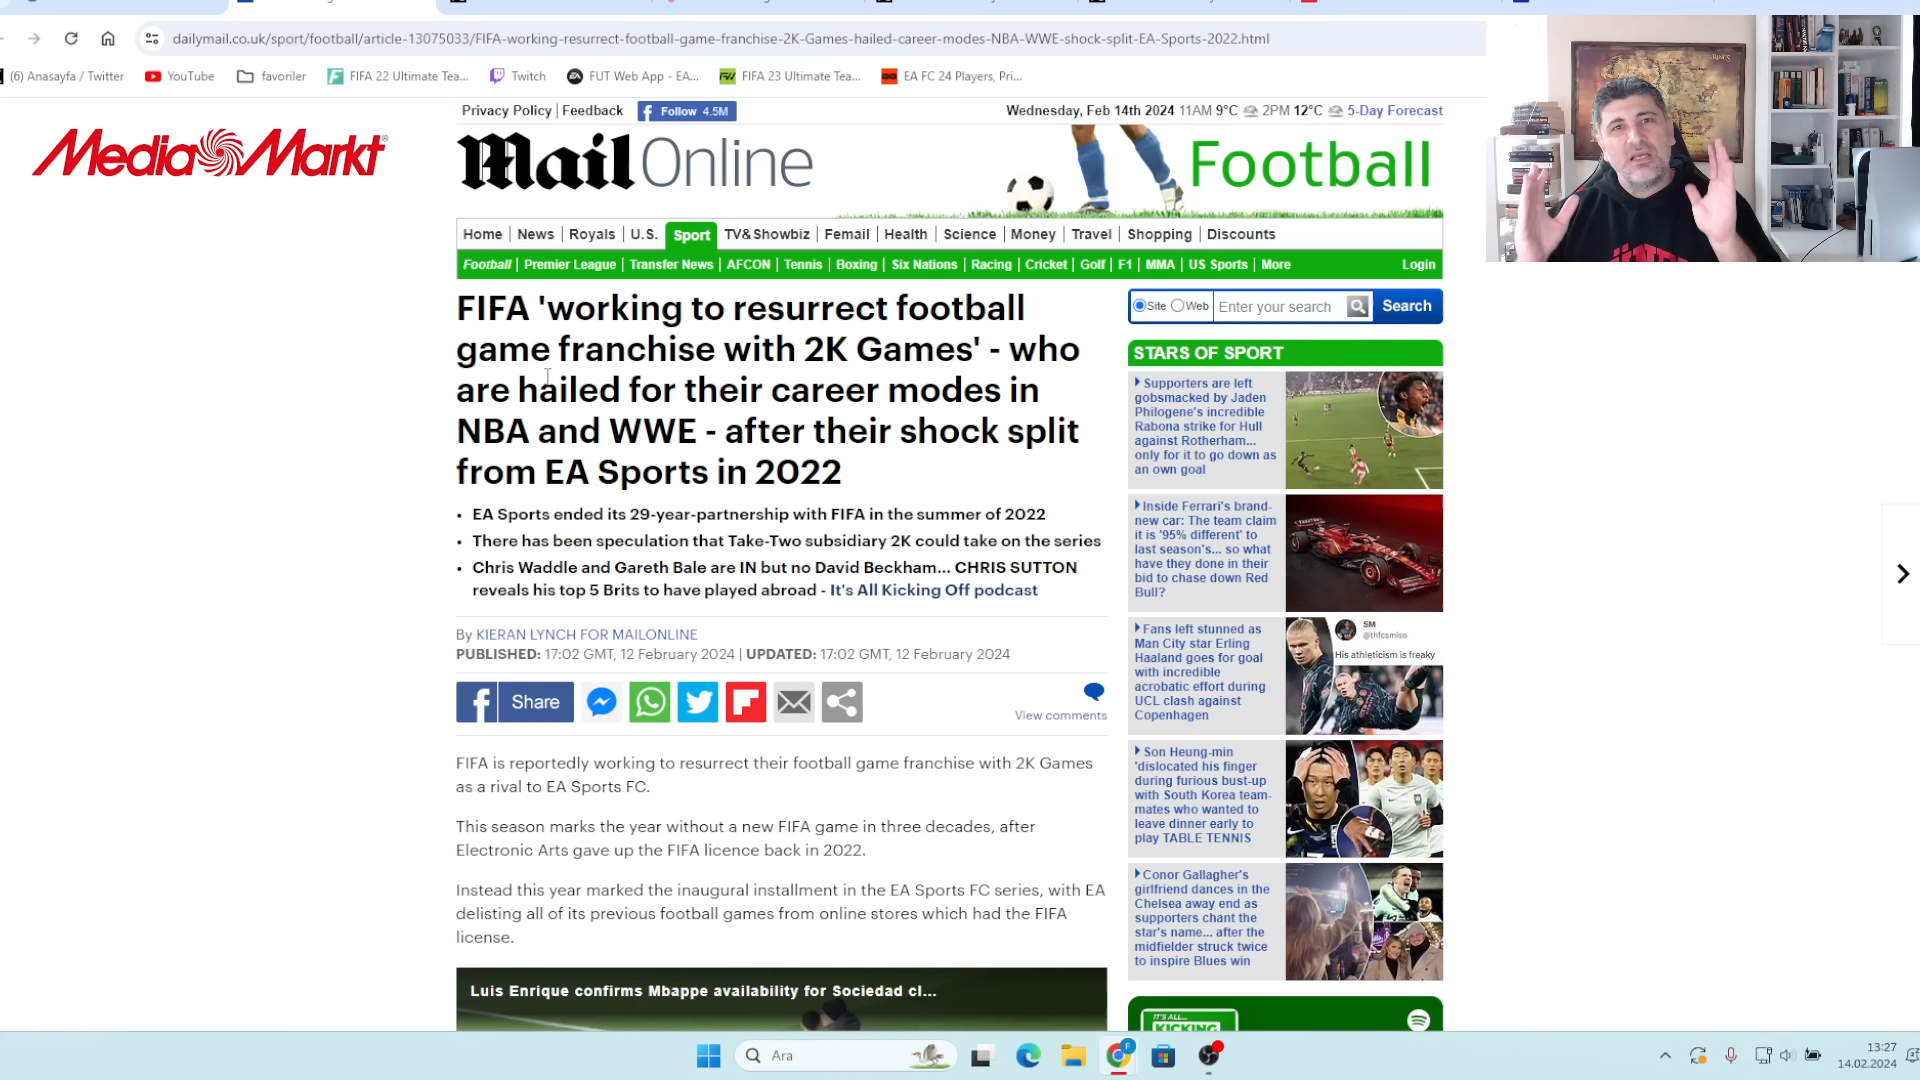 dailymail.co.uk/sport/football/article-13075033/FIFA-working-resurrect-football-game-franchise-2K-Games-hailed-career-modes-NBA-WWE-shock-split-EA-Sports-2022.html
(6) Anasayfa / Twitter
YouTube
favoriler
FIFA 22 Ultimate Tea...
Twitch
FUT Web App - EA...
FIFA 23 Ultimate Tea...
EA FC 24 Players, Pri...
Privacy Policy | Feedback
Follow 4.5M
Wednesday, Feb 14th 2024 11AM 9°C 2PM 12°C 5-Day Forecast
MediaMarkt®
MailOnline
Football
Home | News | Royals | U.S. | Sport | TV&Showbiz | Femail | Health | Science | Money | Travel | Shopping | Discounts
Football | Premier League | Transfer News | AFCON | Tennis | Boxing | Six Nations | Racing | Cricket | Golf | F1 | MMA | US Sports | More
Login
FIFA 'working to resurrect football
game franchise with 2K Games' - who
are hailed for their career modes in
NBA and WWE - after their shock split
from EA Sports in 2022
• EA Sports ended its 29-year-partnership with FIFA in the summer of 2022
• There has been speculation that Take-Two subsidiary 2K could take on the series
• Chris Waddle and Gareth Bale are IN but no David Beckham... CHRIS SUTTON
reveals his top 5 Brits to have played abroad - It's All Kicking Off podcast
By KIERAN LYNCH FOR MAILONLINE
PUBLISHED: 17:02 GMT, 12 February 2024 | UPDATED: 17:02 GMT, 12 February 2024
Share
View comments
FIFA is reportedly working to resurrect their football game franchise with 2K Games
as a rival to EA Sports FC.
This season marks the year without a new FIFA game in three decades, after
Electronic Arts gave up the FIFA licence back in 2022.
Instead this year marked the inaugural installment in the EA Sports FC series, with EA
delisting all of its previous football games from online stores which had the FIFA
license.
Luis Enrique confirms Mbappe availability for Sociedad cl...
Site Web Enter your search Search
STARS OF SPORT
Supporters are left
gobsmacked by Jaden
Philogene's incredible
Rabona strike for Hull
against Rotherham...
only for it to go down as
an own goal
Inside Ferrari's brand-
new car: The team claim
it is '95% different' to
last season's... so what
have they done in their
bid to chase down Red
Bull?
Fans left stunned as
Man City star Erling
Haaland goes for goal
with incredible
acrobatic effort during
UCL clash against
Copenhagen
SM
@thfcsmiso
His athleticism is freaky
Son Heung-min
'dislocated his finger
during furious bust-up
with South Korea team-
mates who wanted to
leave dinner early to
play TABLE TENNIS
Conor Gallagher's
girlfriend dances in the
Chelsea away end as
supporters chant the
star's name... after the
midfielder struck twice
to inspire Blues win
IT'S ALL...
KICKING
Ara
13:27
14.02.2024